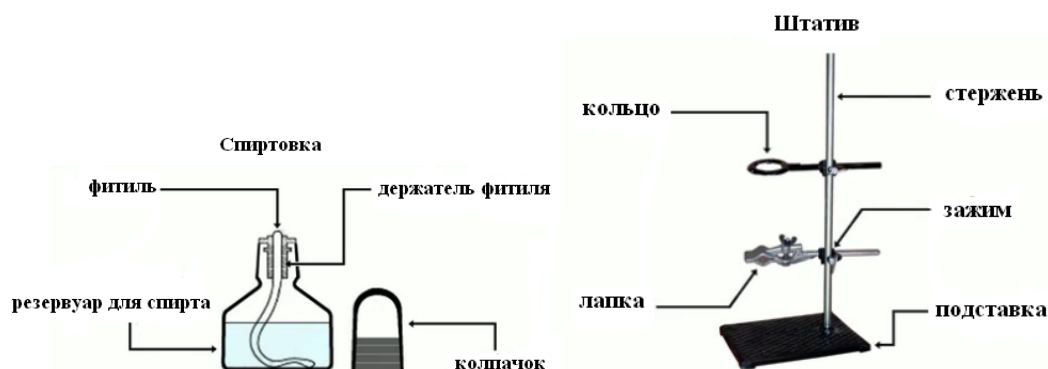 Спиртовка
фитиль
держатель фитиля
резервуар для спирта
колпачок
Штатив
стержень
кольцо
зажим
лапка
подставка